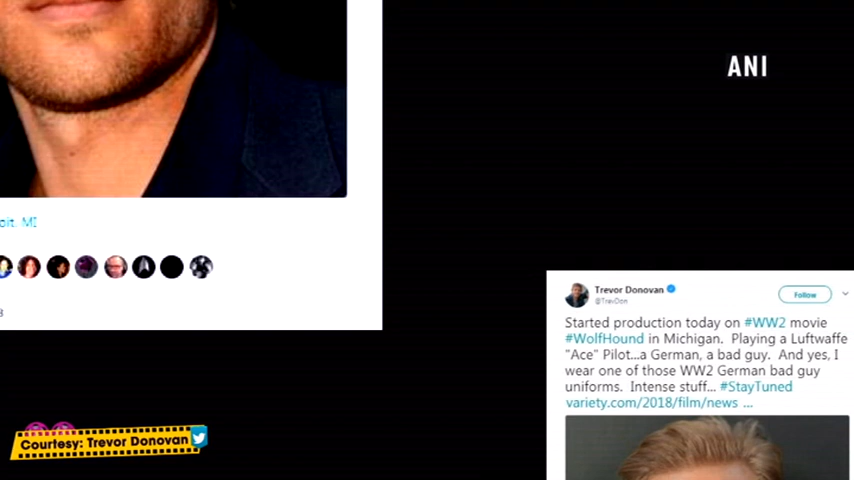 ANI
oit, MI
Trevor Donovan
@TrevDon
Follow
Started production today on #WW2 movie
#WolfHound in Michigan. Playing a Luftwaffe
"Ace" Pilot...a German, a bad guy. And yes, I
wear one of those WW2 German bad guy
uniforms. Intense stuff... #StayTuned
variety.com/2018/film/news ...
Courtesy: Trevor Donovan